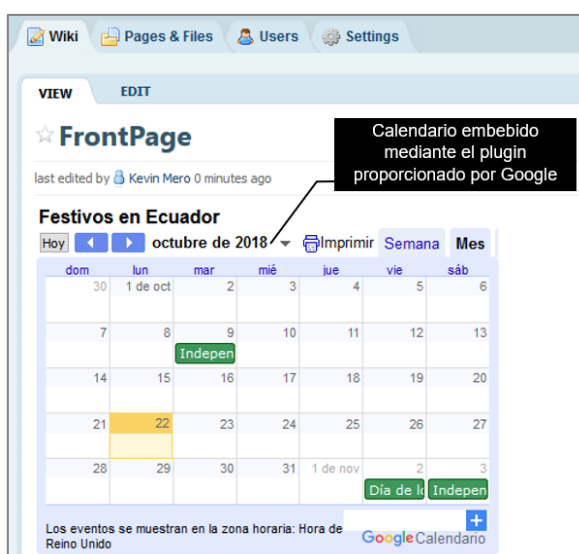 Wiki Pages & Files Users Settings
VIEW EDIT
FrontPage
Calendario embebido
mediante el plugin
proporcionado por Google
last edited by Kevin Mero 0 minutes ago
Festivos en Ecuador
Hoy octubre de 2018 Imprimir Semana Mes
dom lun mar mié jue vie sáb
30 1 de oct 2 3 4 5 6
7 8 9 10 11 12 13
Indepen
14 15 16 17 18 19 20
21 22 23 24 25 26 27
28 29 30 31 1 de nov 2 3
Día de lo Indepen
Los eventos se muestran en la zona horaria: Hora de
Reino Unido
Google Calendario